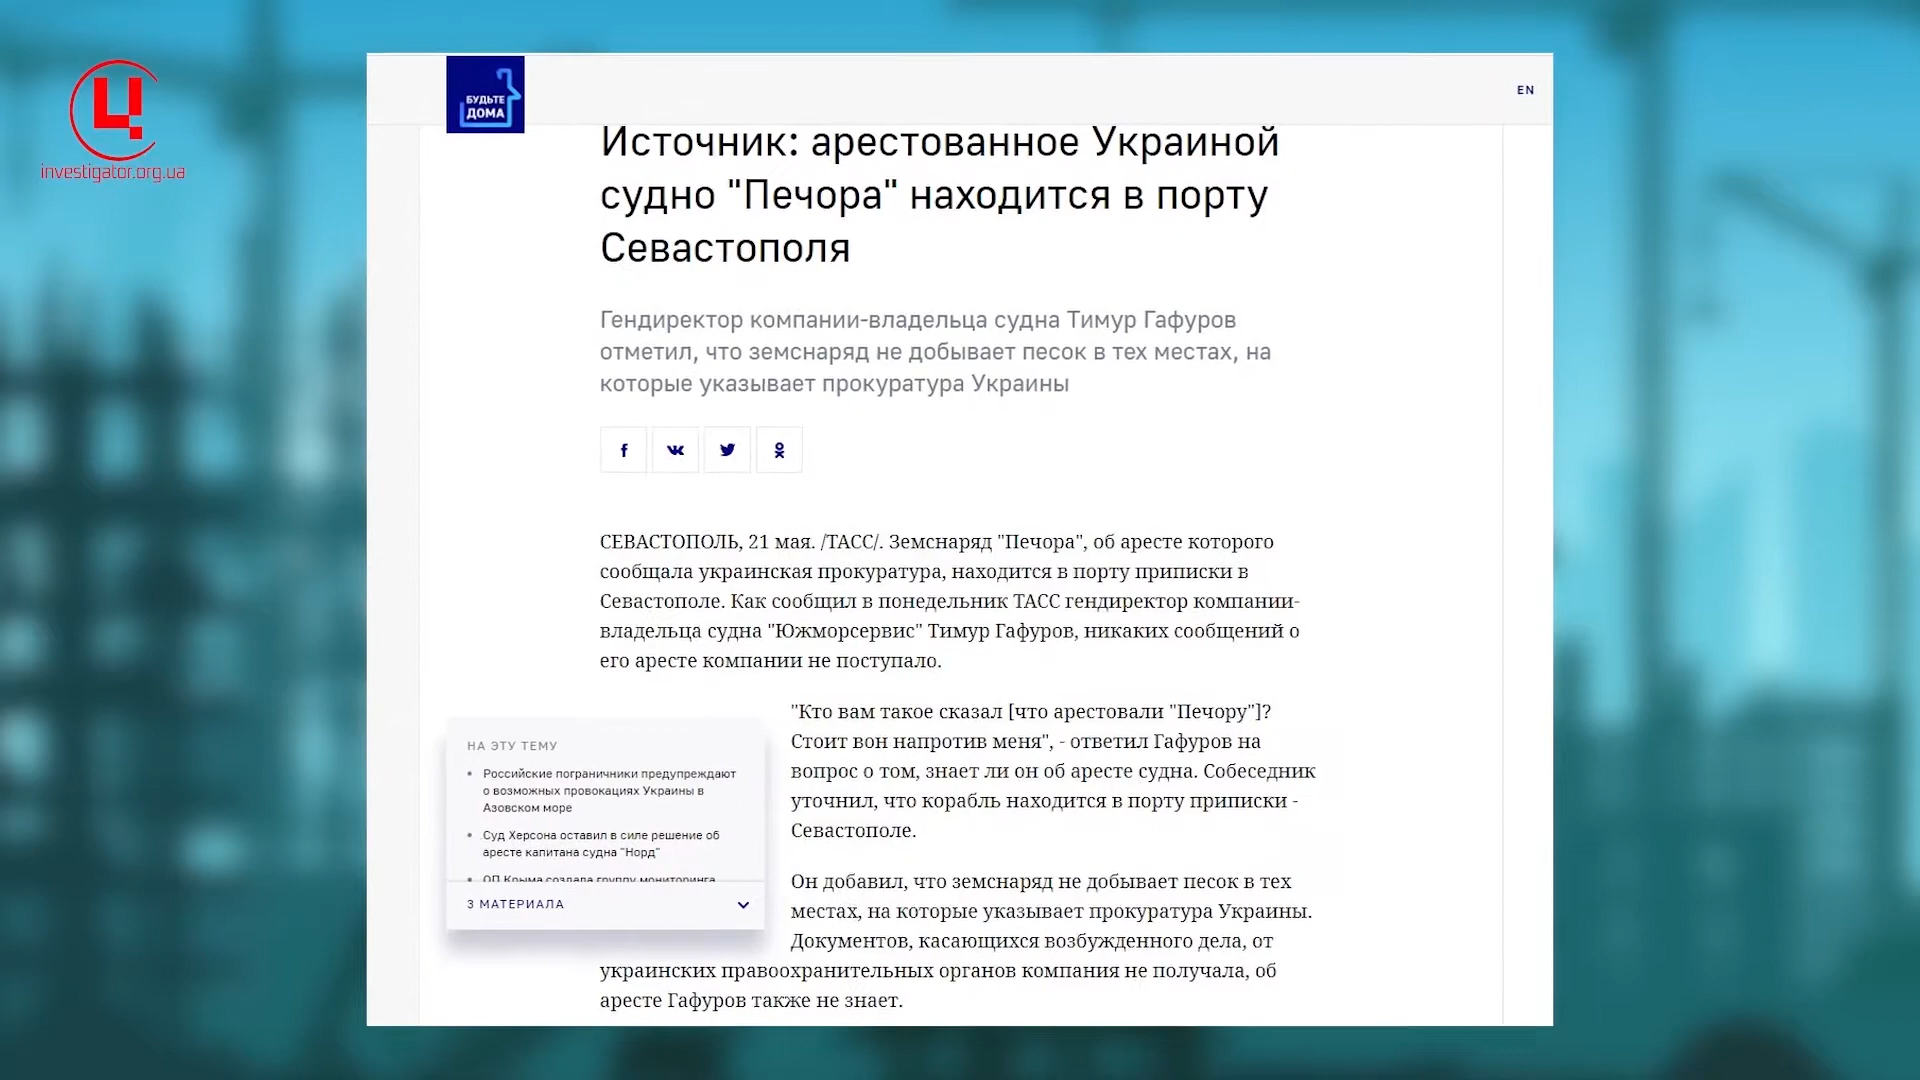 Ц
investigator.org.ua
БУДЬТЕ
ДОМА
EN
Источник: арестованное Украиной
судно "Печора" находится в порту
Севастополя
Гендиректор компании-владельца судна Тимур Гафуров
отметил, что земснаряд не добывает песок в тех местах, на
которые указывает прокуратура Украины
СЕВАСТОПОЛЬ, 21 мая. /ТАСС/. Земснаряд "Печора", об аресте которого
сообщала украинская прокуратура, находится в порту приписки в
Севастополе. Как сообщил в понедельник ТАСС гендиректор компании-
владельца судна "Южморсервис" Тимур Гафуров, никаких сообщений о
его аресте компании не поступало.
"Кто вам такое сказал [что арестовали "Печору"]?
Стоит вон напротив меня", - ответил Гафуров на
вопрос о том, знает ли он об аресте судна. Собеседник
уточнил, что корабль находится в порту приписки -
Севастополе.
НА ЭТУ ТЕМУ
Российские пограничники предупреждают
о возможных провокациях Украины в
Азовском море
Суд Херсона оставил в силе решение об
аресте капитана судна "Норд"
ОП Крыма создала группу мониторинга
3 МАТЕРИАЛА
Он добавил, что земснаряд не добывает песок в тех
местах, на которые указывает прокуратура Украины.
Документов, касающихся возбужденного дела, от
украинских правоохранительных органов компания не получала, об
аресте Гафуров также не знает.